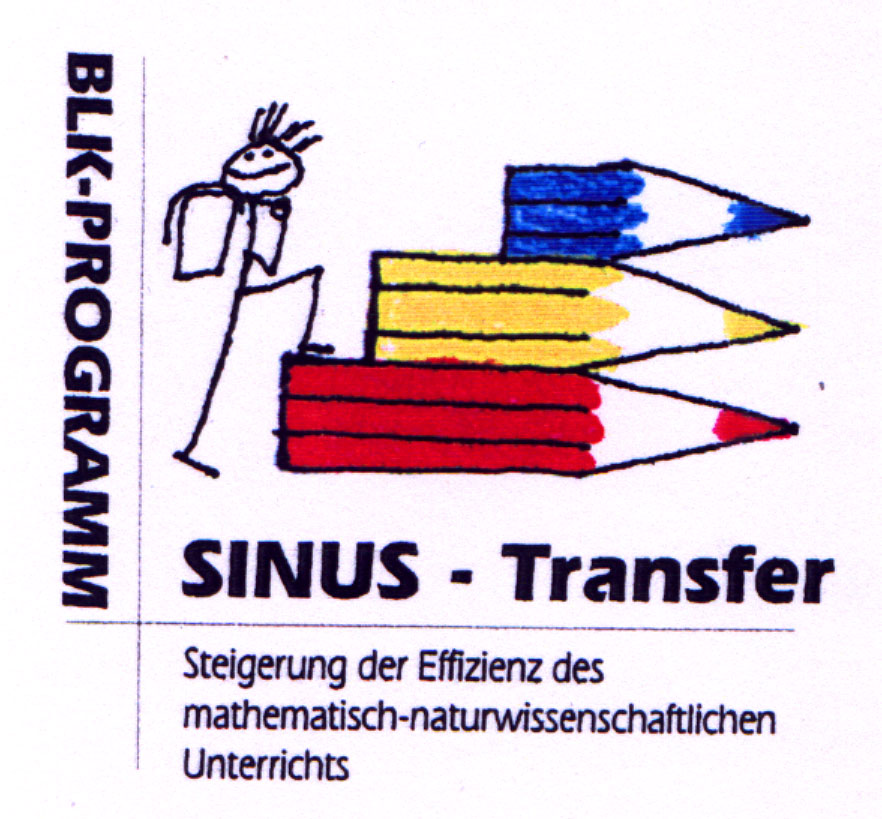 BLK-PROGRAMM
SINUS - Transfer
Steigerung der Effizienz des
mathematisch-naturwissenschaftlichen
Unterrichts